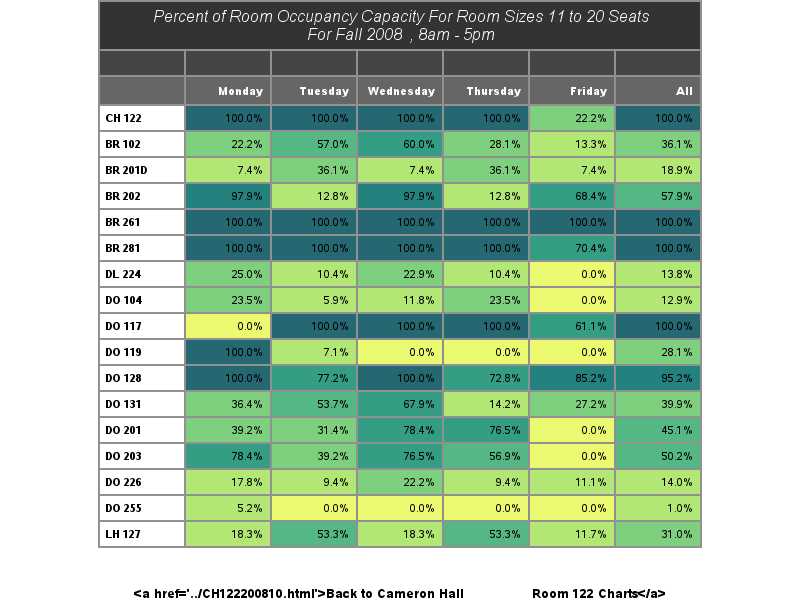 Percent of Room Occupancy Capacity For Room Sizes 11 to 20 Seats
For Fall 2008 , 8am - 5pm
Monday Tuesday Wednesday Thursday Friday All
CH 122 100.0% 100.0% 100.0% 100.0% 22.2% 100.0%
BR 102 22.2% 57.0% 60.0% 28.1% 13.3% 36.1%
BR 201D 7.4% 36.1% 7.4% 36.1% 7.4% 18.9%
BR 202 97.9% 12.8% 97.9% 12.8% 68.4% 57.9%
BR 261 100.0% 100.0% 100.0% 100.0% 100.0% 100.0%
BR 281 100.0% 100.0% 100.0% 100.0% 70.4% 100.0%
DL 224 25.0% 10.4% 22.9% 10.4% 0.0% 13.8%
DO 104 23.5% 5.9% 11.8% 23.5% 0.0% 12.9%
DO 117 0.0% 100.0% 100.0% 100.0% 61.1% 100.0%
DO 119 100.0% 7.1% 0.0% 0.0% 0.0% 28.1%
DO 128 100.0% 77.2% 100.0% 72.8% 85.2% 95.2%
DO 131 36.4% 53.7% 67.9% 14.2% 27.2% 39.9%
DO 201 39.2% 31.4% 78.4% 76.5% 0.0% 45.1%
DO 203 78.4% 39.2% 76.5% 56.9% 0.0% 50.2%
DO 226 17.8% 9.4% 22.2% 9.4% 11.1% 14.0%
DO 255 5.2% 0.0% 0.0% 0.0% 0.0% 1.0%
LH 127 18.3% 53.3% 18.3% 53.3% 11.7% 31.0%
<a href='../CH122200810.html'>Back to Cameron Hall Room 122 Charts</a>